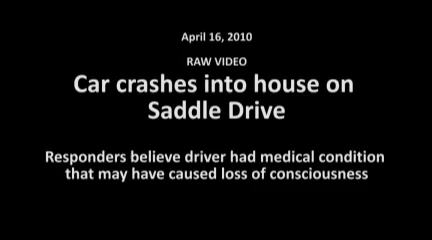 April 16, 2010
RAW VIDEO
Car crashes into house on
Saddle Drive
Responders believe driver had medical condition
that may have caused loss of consciousness